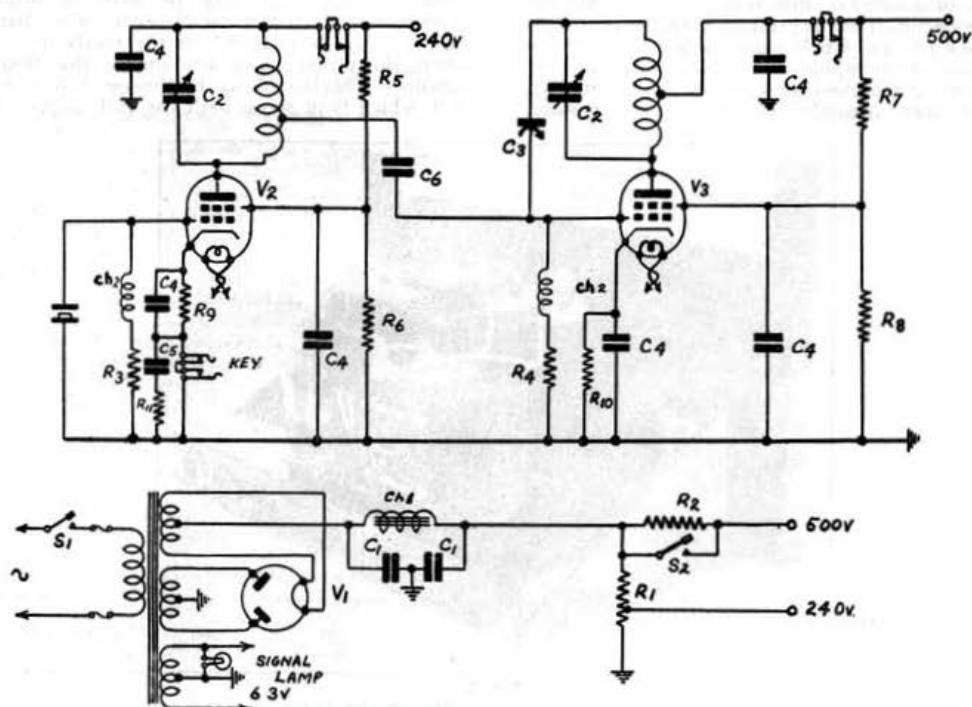 C4
C2
240V
R5
C6
V2
ch2
C4
R9
C5
KEY
R3
R11
C4
R6
C3
C2
C4
500V
R7
V3
ch2
R4
R10
C4
C4
R8
S1
V1
SIGNAL
LAMP
6 3V
Ch1
C1
C1
R2
S2
500V
R1
240V.